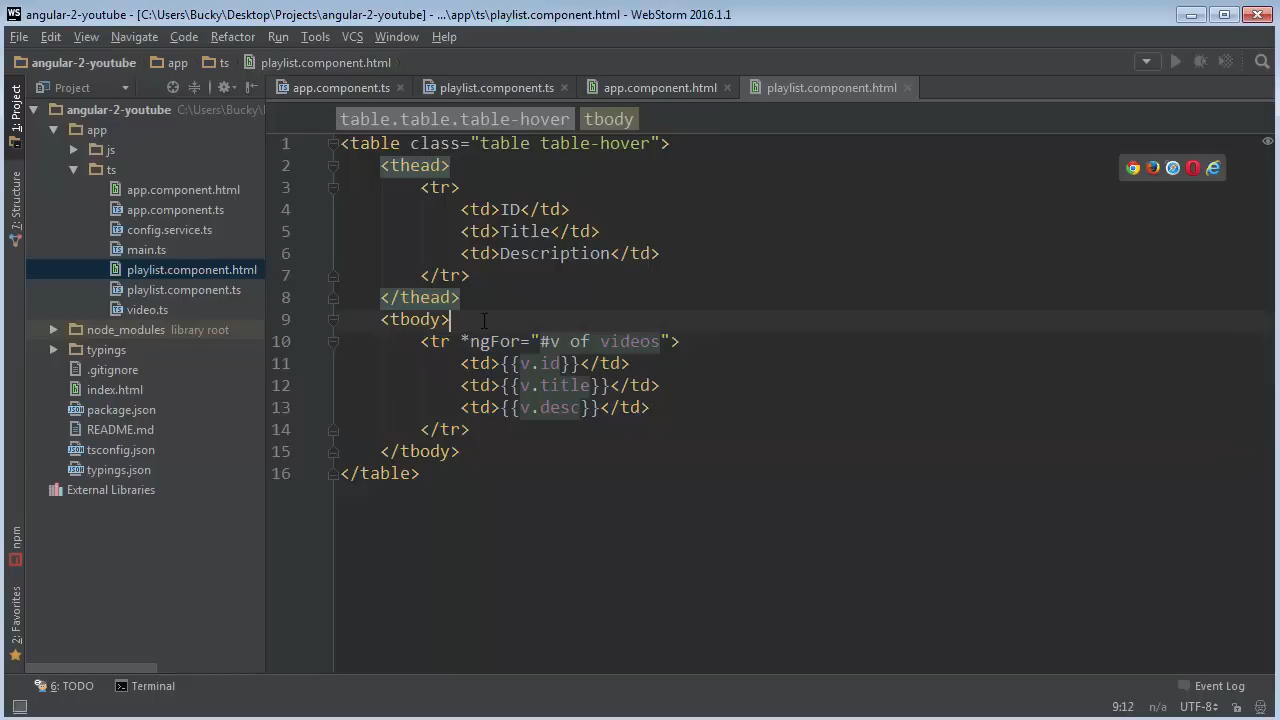 WS angular-2-youtube - [C:\Users\Bucky\Desktop\Projects\angular-2-youtube] - ...\app\ts\playlist.component.html - WebStorm 2016.1.1
File Edit View Navigate Code Refactor Run Tools VCS Window Help
angular-2-youtube app ts playlist.component.html
Project app.component.ts playlist.component.ts app.component.html playlist.component.html
1: Project
7: Structure
npm
2: Favorites
angular-2-youtube C:\Users\Bucky\
app
js
ts
app.component.html
app.component.ts
config.service.ts
main.ts
playlist.component.html
playlist.component.ts
video.ts
node_modules library root
typings
.gitignore
index.html
package.json
README.md
tsconfig.json
typings.json
External Libraries
table.table.table-hover tbody
1 <table class="table table-hover">
2 <thead>
3 <tr>
4 <td>ID</td>
5 <td>Title</td>
6 <td>Description</td>
7 </tr>
8 </thead>
9 <tbody>
10 <tr *ngFor="#v of videos">
11 <td>{{v.id}}</td>
12 <td>{{v.title}}</td>
13 <td>{{v.desc}}</td>
14 </tr>
15 </tbody>
16 </table>
6: TODO Terminal Event Log
9:12 n/a UTF-8